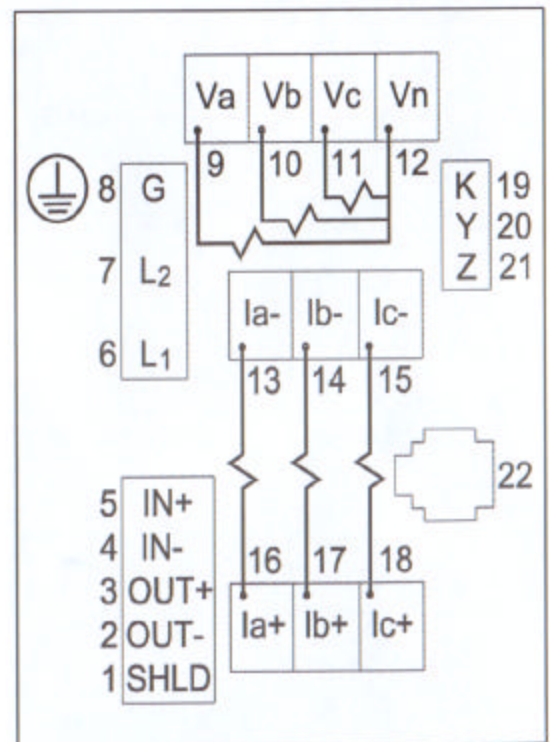 Va Vb Vc Vn
9 10 11 12
8 G
7 L2
6 L1
K 19
Y 20
Z 21
Ia- Ib- Ic-
13 14 15
22
5 IN+
4 IN-
3 OUT+
2 OUT-
1 SHLD
16 17 18
Ia+ Ib+ Ic+